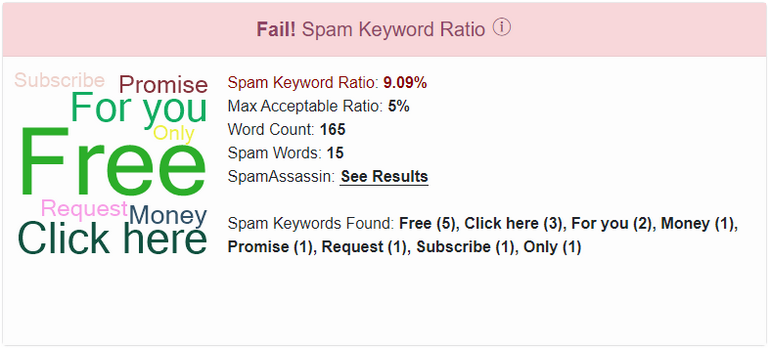 Fail! Spam Keyword Ratio ⓘ
Subscribe
Promise
For you
Only
Free
Request
Money
Click here
Spam Keyword Ratio: 9.09%
Max Acceptable Ratio: 5%
Word Count: 165
Spam Words: 15
SpamAssassin: See Results
Spam Keywords Found: Free (5), Click here (3), For you (2), Money (1),
Promise (1), Request (1), Subscribe (1), Only (1)